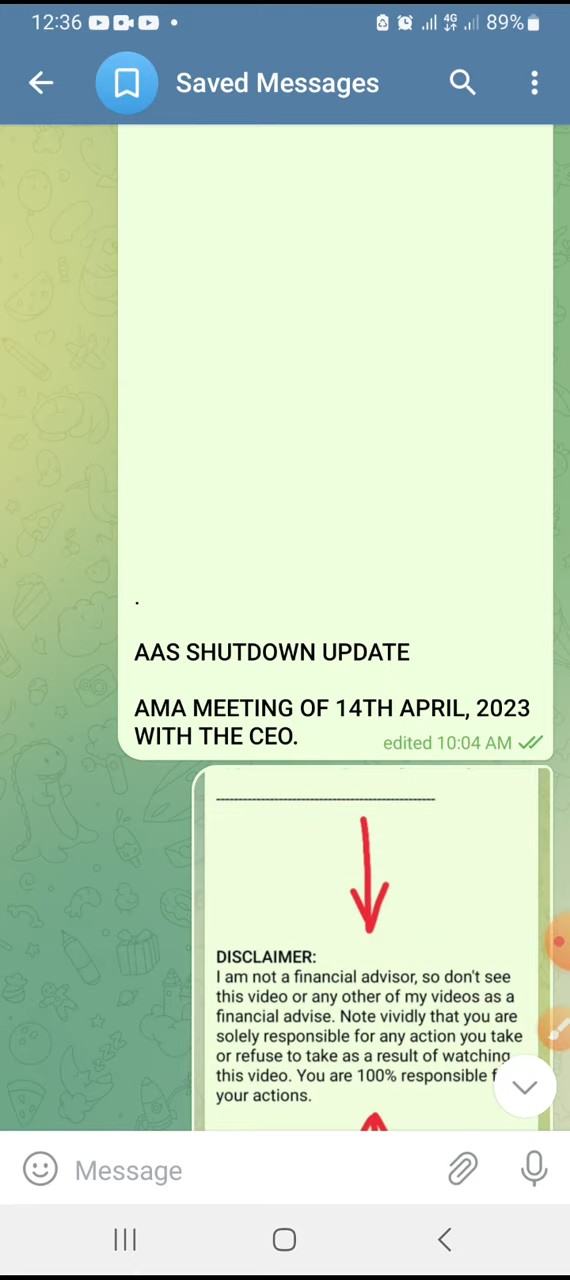 12:36
4G
89%
Saved Messages
.
AAS SHUTDOWN UPDATE
AMA MEETING OF 14TH APRIL, 2023
WITH THE CEO.
edited 10:04 AM
DISCLAIMER:
I am not a financial advisor, so don't see
this video or any other of my videos as a
financial advise. Note vividly that you are
solely responsible for any action you take
or refuse to take as a result of watching
this video. You are 100% responsible f
your actions.
Message